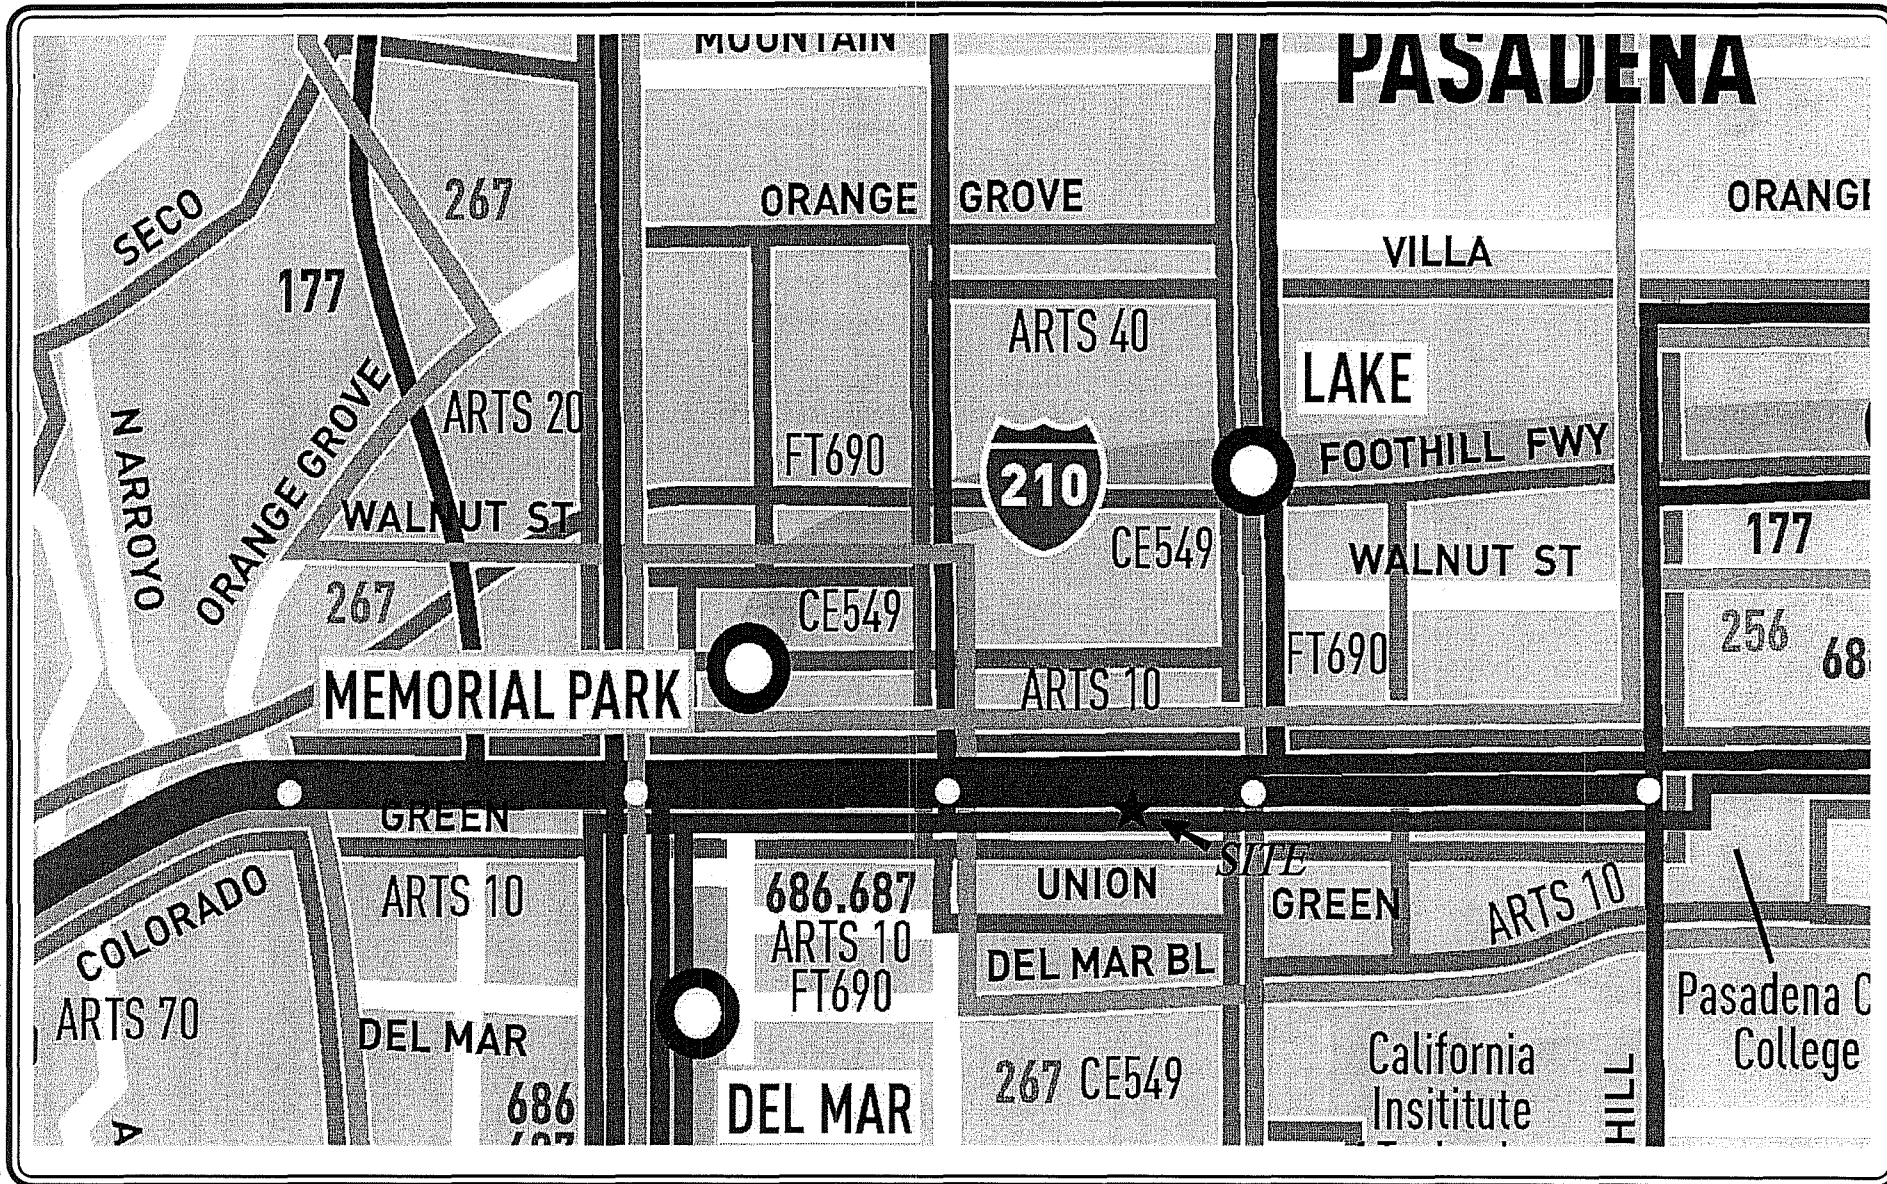 MOUNTAIN
PASADENA
SECO
267
ORANGE GROVE
ORANGE
177
VILLA
ARTS 40
LAKE
N ARROYO
ORANGE GROVE
ARTS 20
FT690
210
FOOTHILL FWY
WALNUT ST
CE549
WALNUT ST
177
267
CE549
256
68
FT690
MEMORIAL PARK
ARTS 10
GREEN
SITE
COLORADO
ARTS 10
686.687
ARTS 10
FT690
UNION
GREEN
ARTS 10
DEL MAR BL
ARTS 70
DEL MAR
Pasadena C
College
California
Insititute
267 CE549
HILL
686
687
DEL MAR
A